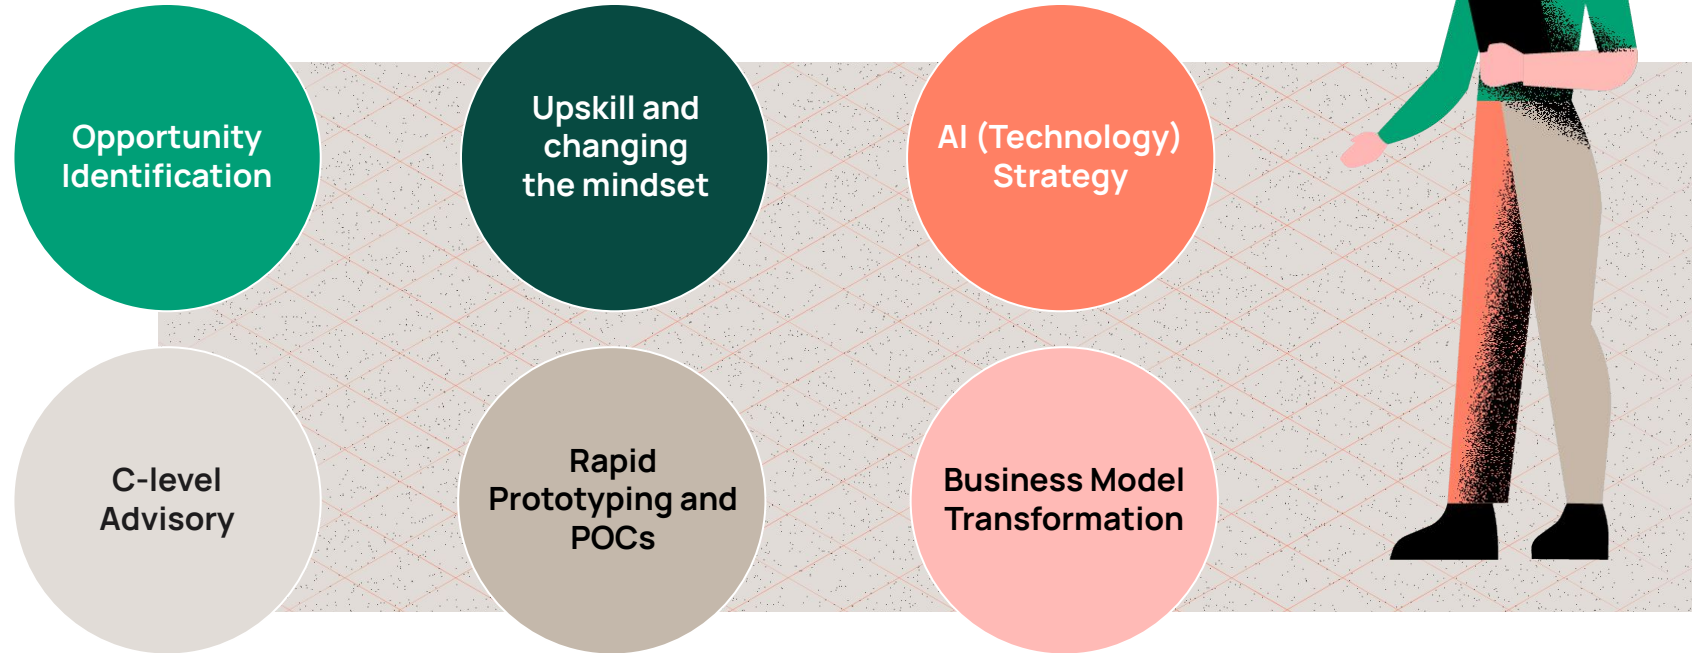 Opportunity
Identification
Upskill and
changing
the mindset
AI (Technology)
Strategy
C-level
Advisory
Rapid
Prototyping and
POCs
Business Model
Transformation